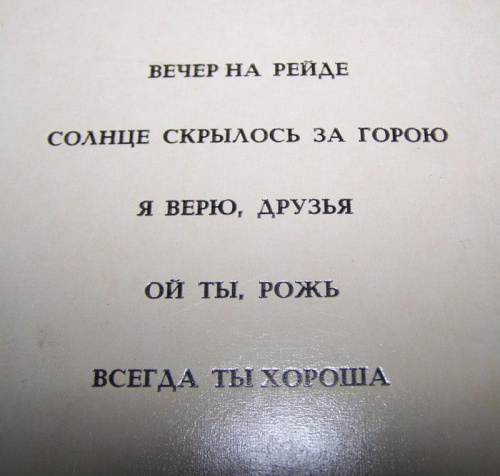 ВЕЧЕР НА РЕЙДЕ
СОЛНЦЕ СКРЫЛОСЬ ЗА ГОРОЮ
Я ВЕРЮ, ДРУЗЬЯ
ОЙ ТЫ, РОЖЬ
ВСЕГДА ТЫ ХОРОША